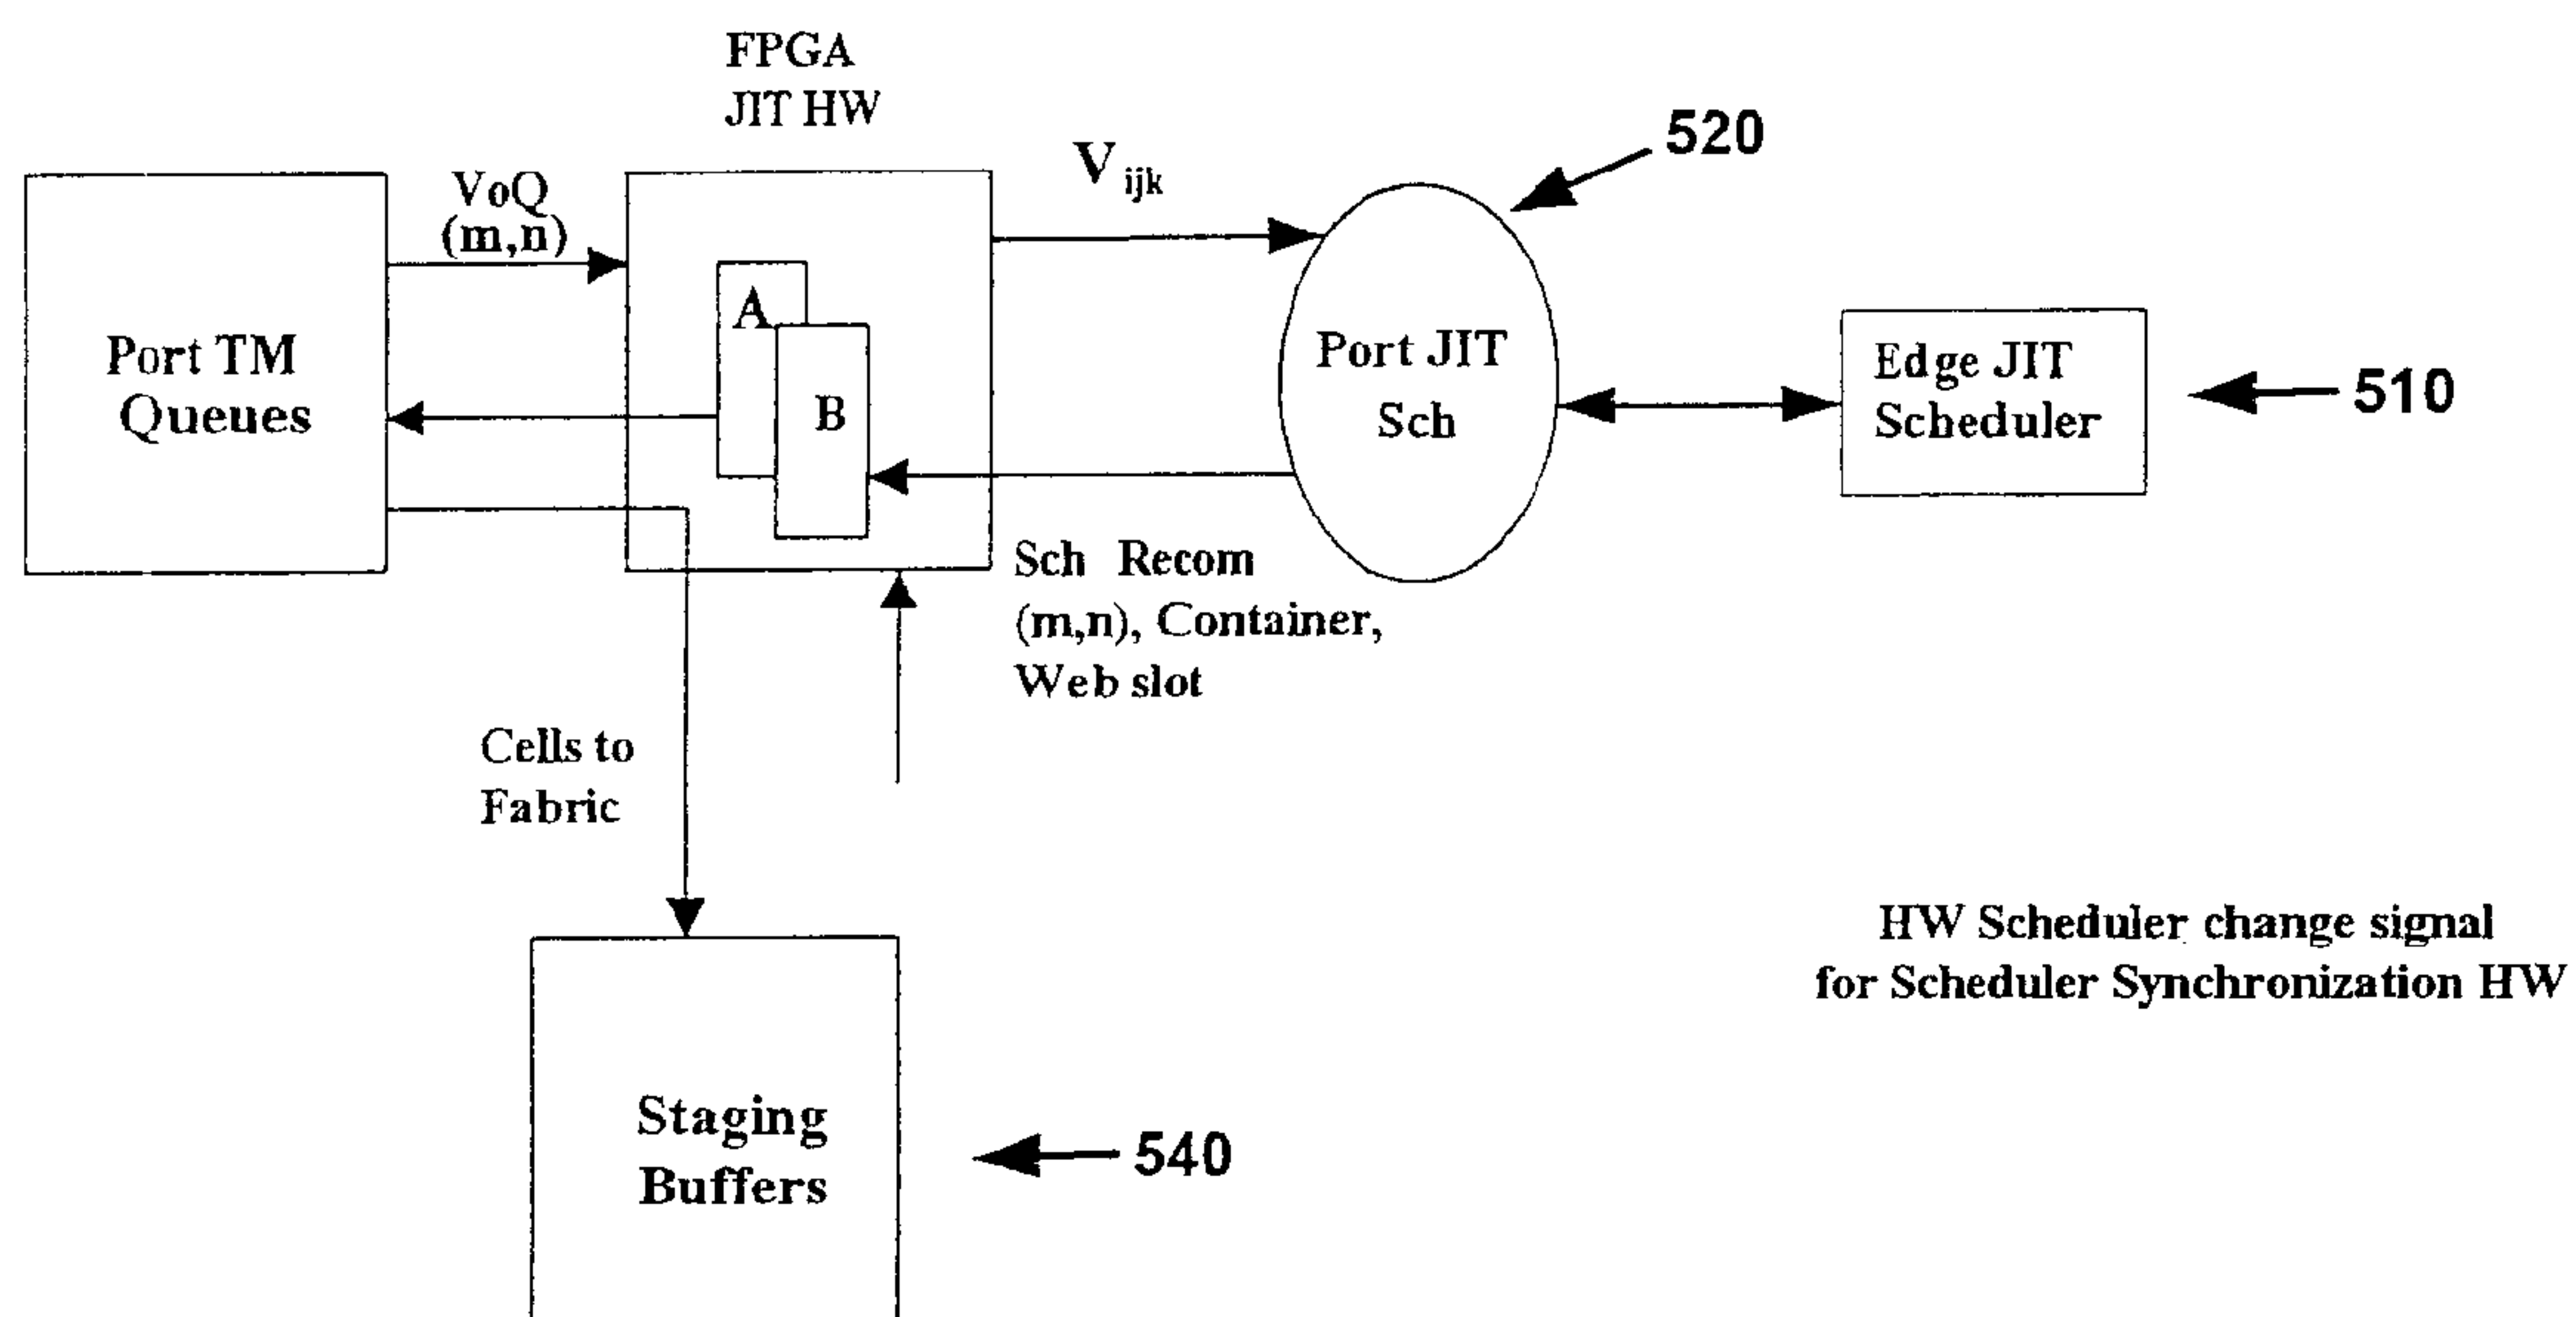 FPGA
JIT HW
VoQ
(m,n)
V ijk
520
Port TM
Queues
A
B
Port JIT
Sch
Edge JIT
Scheduler
510
Sch Recom
(m,n), Container,
Web slot
Cells to
Fabric
HW Scheduler change signal
for Scheduler Synchronization HW
Staging
Buffers
540